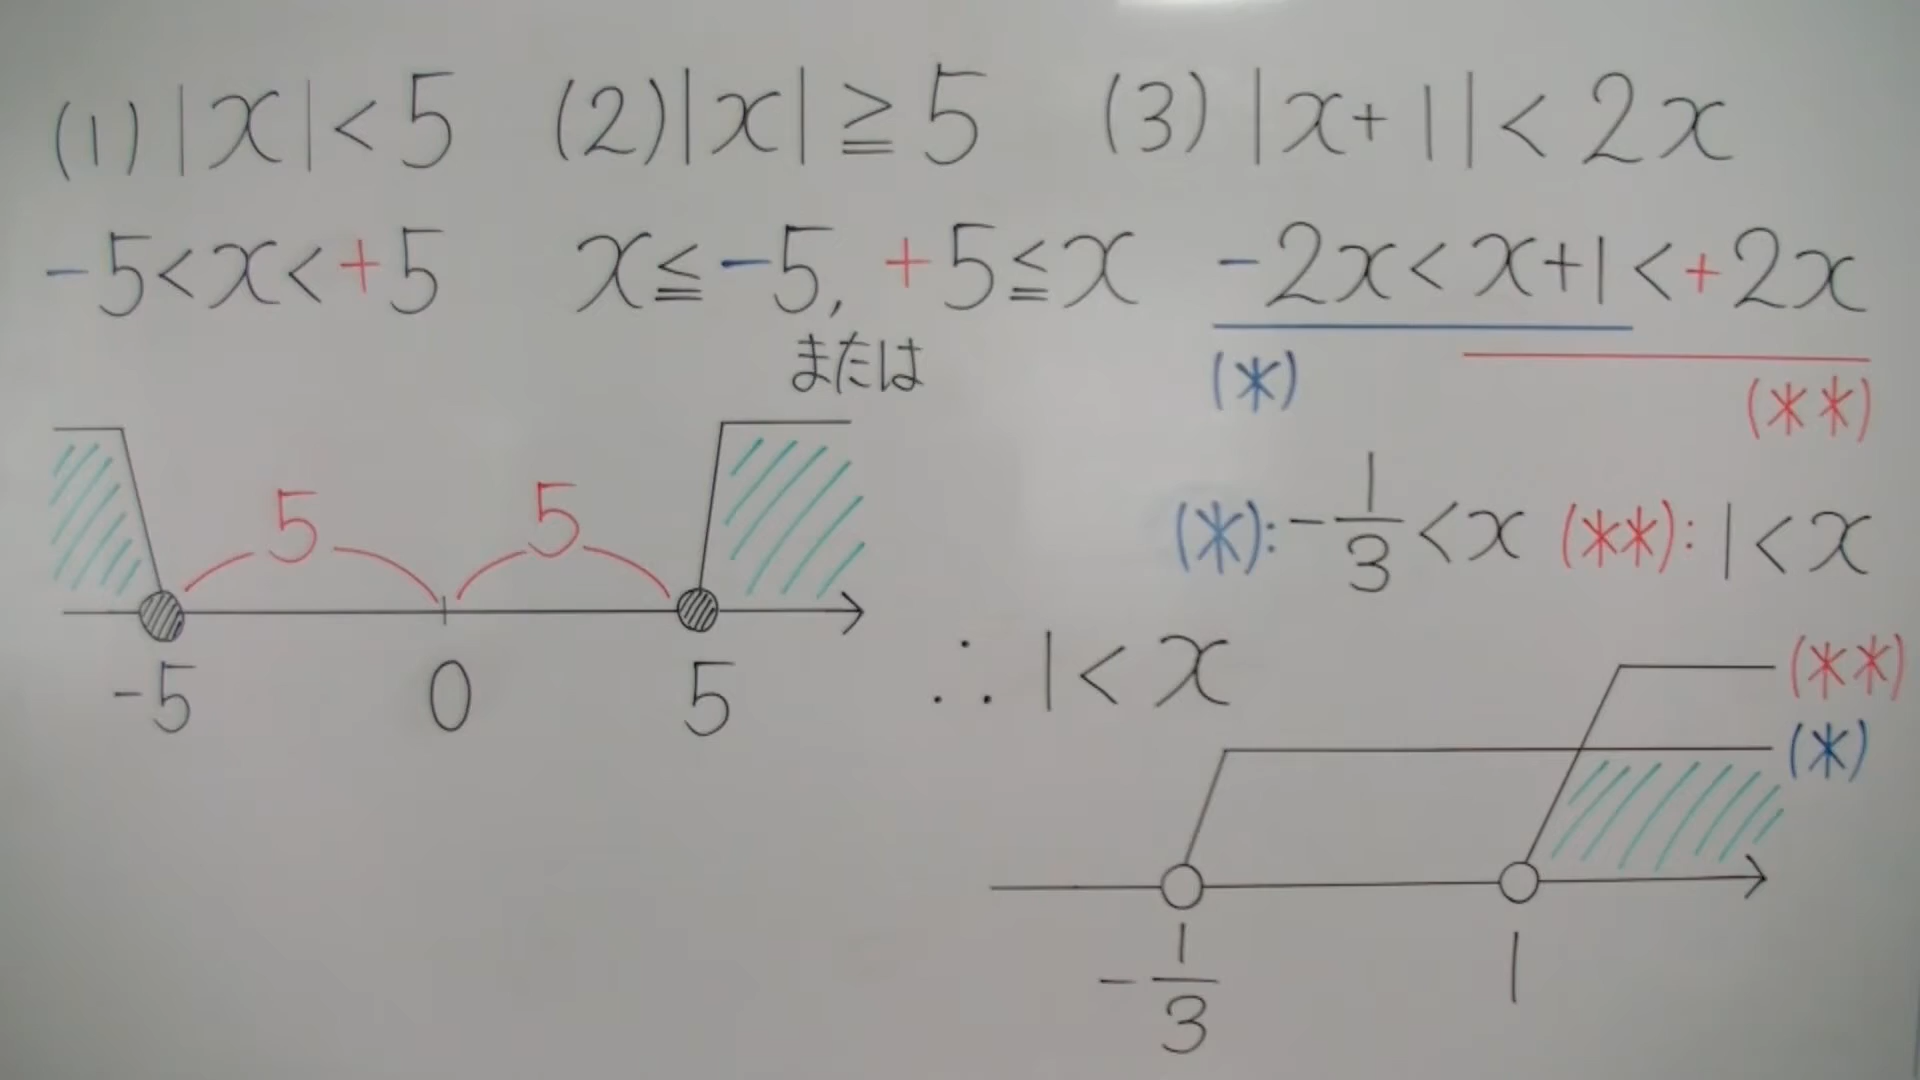 (1) |x| < 5
(2) |x| ≧ 5
(3) |x+1| < 2x
-5 < x < +5
x ≦ -5, +5 ≦ x
または
-2x < x+1 < +2x
(*)
(**)
(*): -1/3 < x (**): 1 < x
5 5
-5 0 5
∴ 1 < x
(**)
(*)
-1/3 1